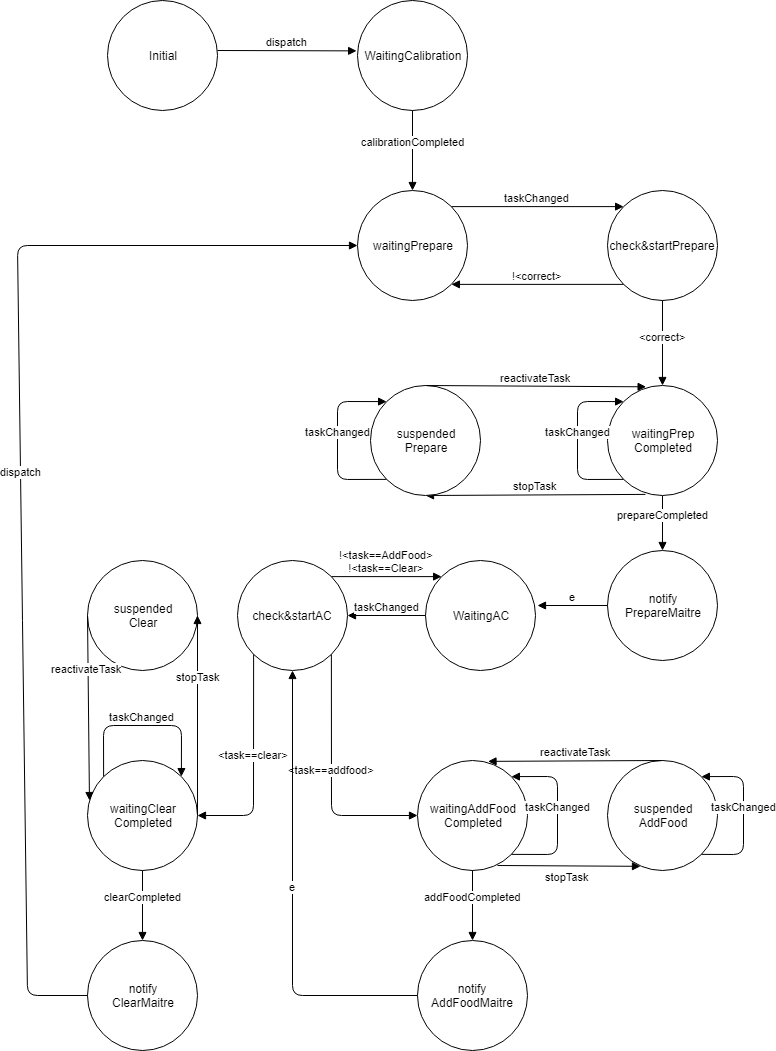 Initial
dispatch
WaitingCalibration
calibrationCompleted
waitingPrepare
taskChanged
check&startPrepare
!<correct>
<correct>
reactivateTask
taskChanged
suspended
Prepare
taskChanged
waitingPrep
Completed
stopTask
dispatch
prepareCompleted
!<task==AddFood>
!<task==Clear>
suspended
Clear
check&startAC
taskChanged
WaitingAC
e
notify
PrepareMaitre
reactivateTask
stopTask
taskChanged
<task==clear>
<task==addfood>
reactivateTask
waitingClear
Completed
waitingAddFood
Completed
taskChanged
suspended
AddFood
taskChanged
stopTask
clearCompleted
e
addFoodCompleted
notify
ClearMaitre
notify
AddFoodMaitre